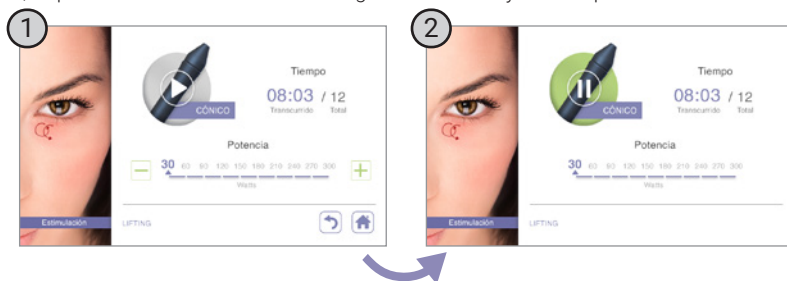 1
Tiempo
08:03 / 12
Transcurrido Total
CÓNICO
Potencia
30 60 90 120 150 180 210 240 270 300
Watts
Estimulación
LIFTING
2
Tiempo
08:03 / 12
Transcurrido Total
CÓNICO
Potencia
30 60 90 120 150 180 210 240 270 300
Watts
Estimulación
LIFTING